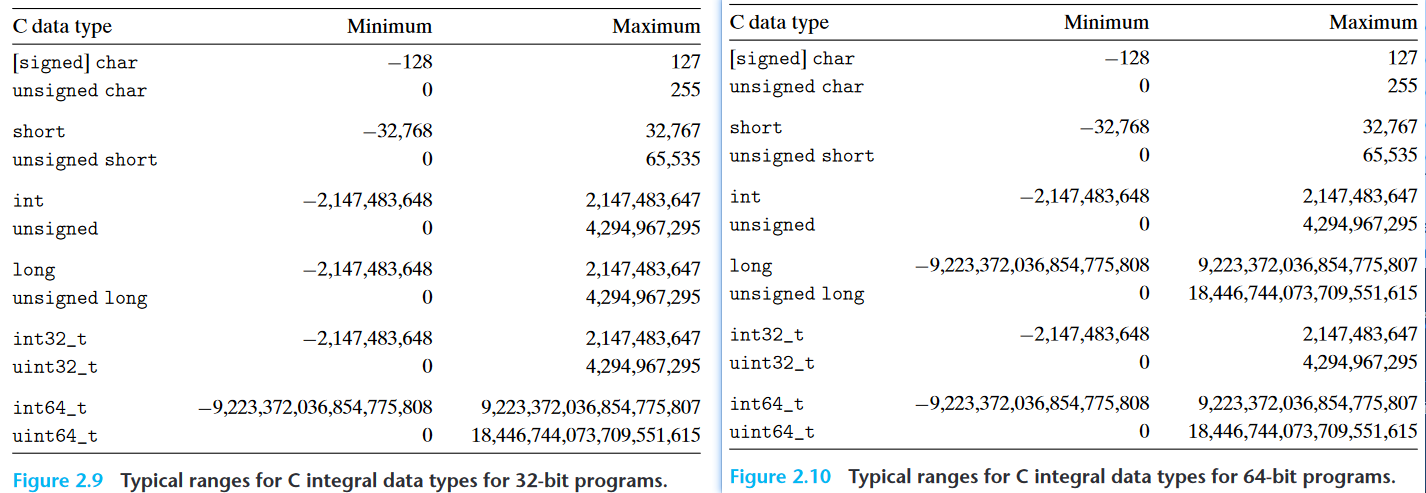 C data type Minimum Maximum
[signed] char −128 127
unsigned char 0 255
short −32,768 32,767
unsigned short 0 65,535
int −2,147,483,648 2,147,483,647
unsigned 0 4,294,967,295
long −2,147,483,648 2,147,483,647
unsigned long 0 4,294,967,295
int32_t −2,147,483,648 2,147,483,647
uint32_t 0 4,294,967,295
int64_t −9,223,372,036,854,775,808 9,223,372,036,854,775,807
uint64_t 0 18,446,744,073,709,551,615
Figure 2.9 Typical ranges for C integral data types for 32-bit programs.
C data type Minimum Maximum
[signed] char −128 127
unsigned char 0 255
short −32,768 32,767
unsigned short 0 65,535
int −2,147,483,648 2,147,483,647
unsigned 0 4,294,967,295
long −9,223,372,036,854,775,808 9,223,372,036,854,775,807
unsigned long 0 18,446,744,073,709,551,615
int32_t −2,147,483,648 2,147,483,647
uint32_t 0 4,294,967,295
int64_t −9,223,372,036,854,775,808 9,223,372,036,854,775,807
uint64_t 0 18,446,744,073,709,551,615
Figure 2.10 Typical ranges for C integral data types for 64-bit programs.